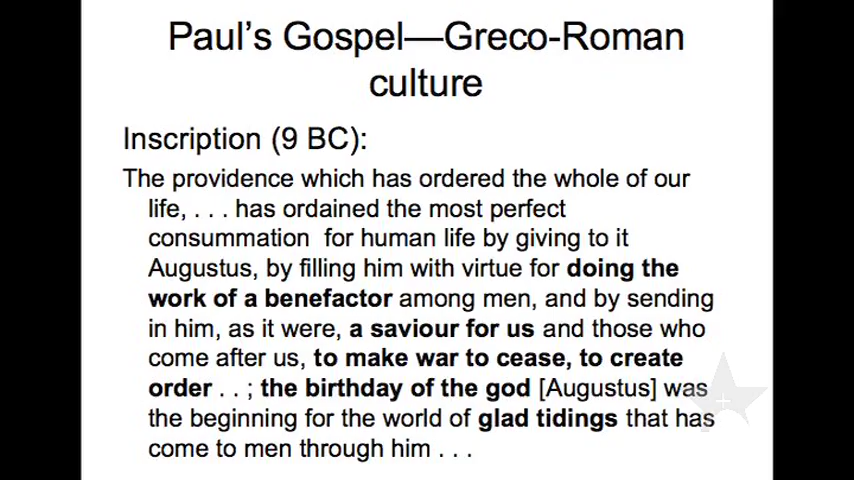 Paul's Gospel—Greco-Roman
culture
Inscription (9 BC):
The providence which has ordered the whole of our
life, . . . has ordained the most perfect
consummation for human life by giving to it
Augustus, by filling him with virtue for doing the
work of a benefactor among men, and by sending
in him, as it were, a saviour for us and those who
come after us, to make war to cease, to create
order . . ; the birthday of the god [Augustus] was
the beginning for the world of glad tidings that has
come to men through him . . .